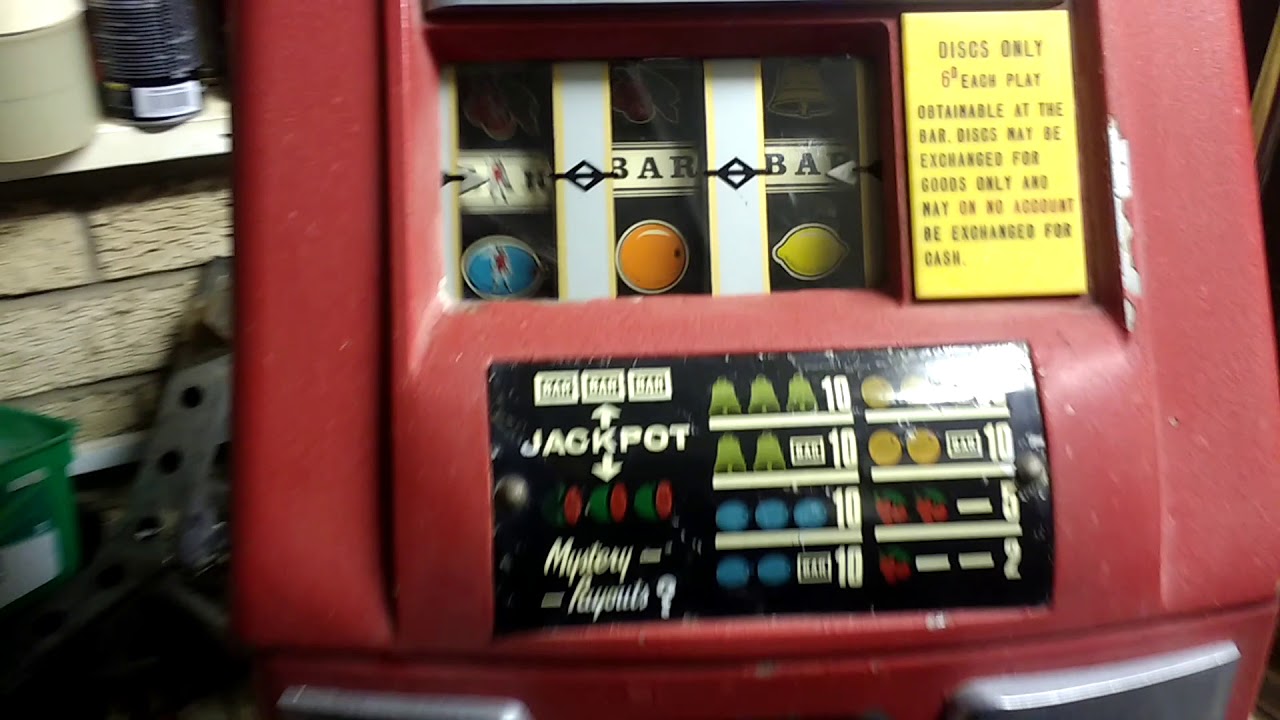 DISCS ONLY
6D EACH PLAY
OBTAINABLE AT THE
BAR. DISCS MAY BE
EXCHANGED FOR
GOODS ONLY AND
MAY ON NO ACCOUNT
BE EXCHANGED FOR
CASH.
BAR BAR
BAR BAR BAR
JACKPOT
Mystery
Payouts ?
10
BAR 10
10
BAR 10
BAR 10
5
2